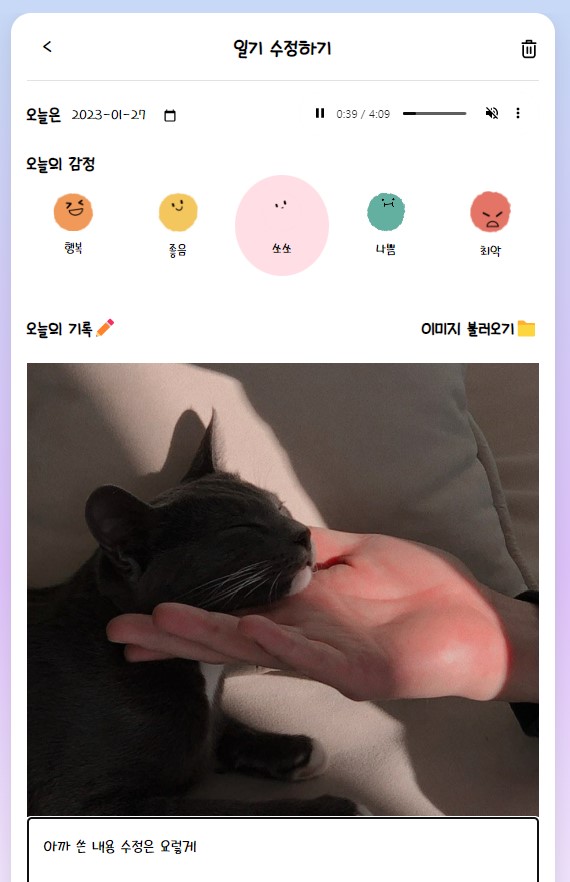 일기 수정하기
오늘은 2023-01-27 0:39 / 4:09
오늘의 감정
행복 좋음 쏘쏘 나쁨 최악
오늘의 기록 이미지 불러오기
아까 쓴 내용 수정은 요렇게